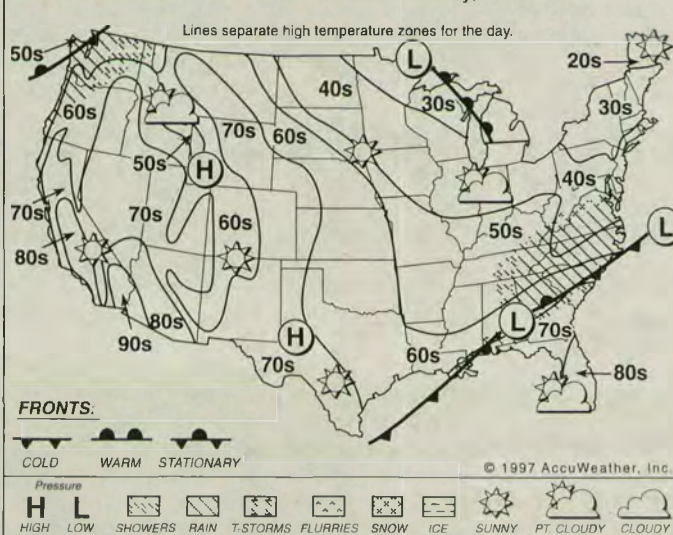 Lines separate high temperature zones for the day.
50s
L
20s
40s
30s
30s
60s
70s
60s
50s
H
40s
70s
70s
60s
50s
80s
L
H
L
80s
90s
70s
60s
70s
80s
FRONTS:
COLD WARM STATIONARY
© 1997 AccuWeather, Inc.
Pressure
H L
HIGH LOW SHOWERS RAIN T-STORMS FLURRIES SNOW ICE SUNNY PT. CLOUDY CLOUDY